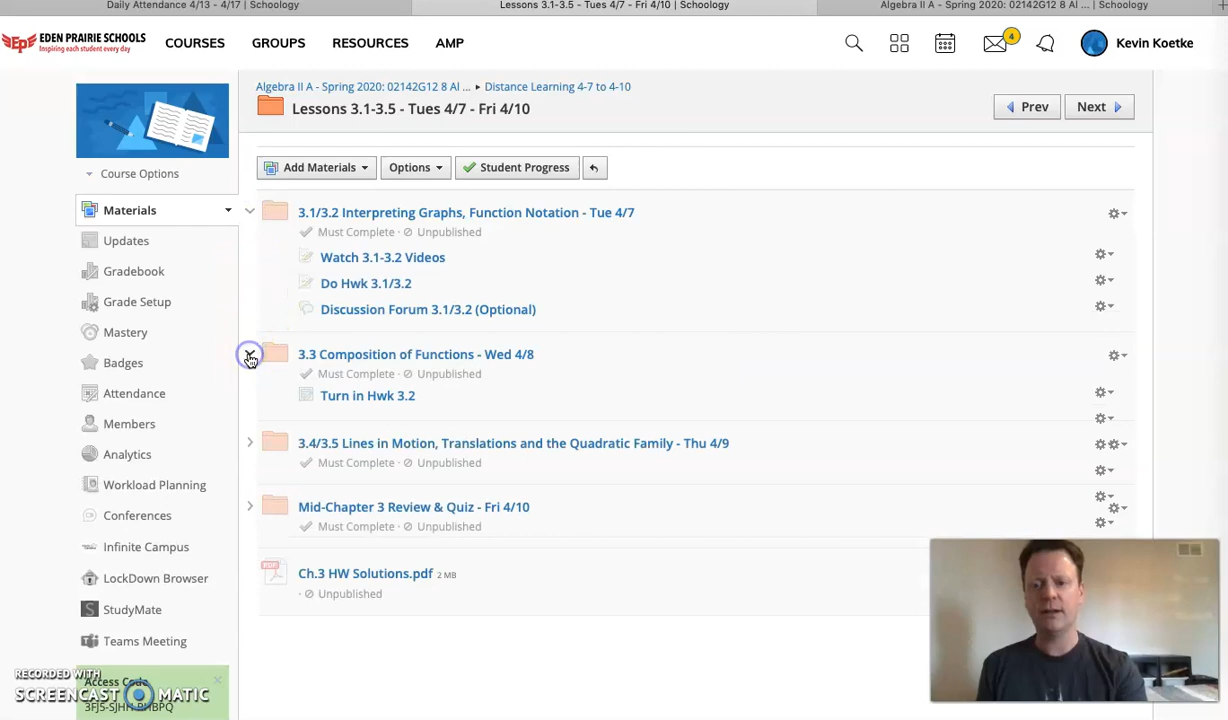 Daily Attendance 4/13 - 4/17 | Schoology
Lessons 3.1-3.5 - Tues 4/7 - Fri 4/10 | Schoology
Algebra II A - Spring 2020: 02142G12 8 Al ... | Schoology
EDEN PRAIRIE SCHOOLS
Inspiring each student every day
COURSES
GROUPS
RESOURCES
AMP
4
Kevin Koetke
Algebra II A - Spring 2020: 02142G12 8 Al ... ▸ Distance Learning 4-7 to 4-10
Lessons 3.1-3.5 - Tues 4/7 - Fri 4/10
Prev
Next
Course Options
Materials
Updates
Gradebook
Grade Setup
Mastery
Badges
Attendance
Members
Analytics
Workload Planning
Conferences
Infinite Campus
LockDown Browser
StudyMate
Teams Meeting
Access Code
3FJ5-SJHH-RHBPQ
Add Materials
Options
Student Progress
3.1/3.2 Interpreting Graphs, Function Notation - Tue 4/7
Must Complete · Unpublished
Watch 3.1-3.2 Videos
Do Hwk 3.1/3.2
Discussion Forum 3.1/3.2 (Optional)
3.3 Composition of Functions - Wed 4/8
Must Complete · Unpublished
Turn in Hwk 3.2
3.4/3.5 Lines in Motion, Translations and the Quadratic Family - Thu 4/9
Must Complete · Unpublished
Mid-Chapter 3 Review & Quiz - Fri 4/10
Must Complete · Unpublished
Ch.3 HW Solutions.pdf 2 MB
· Unpublished
RECORDED WITH
SCREENCAST MATIC